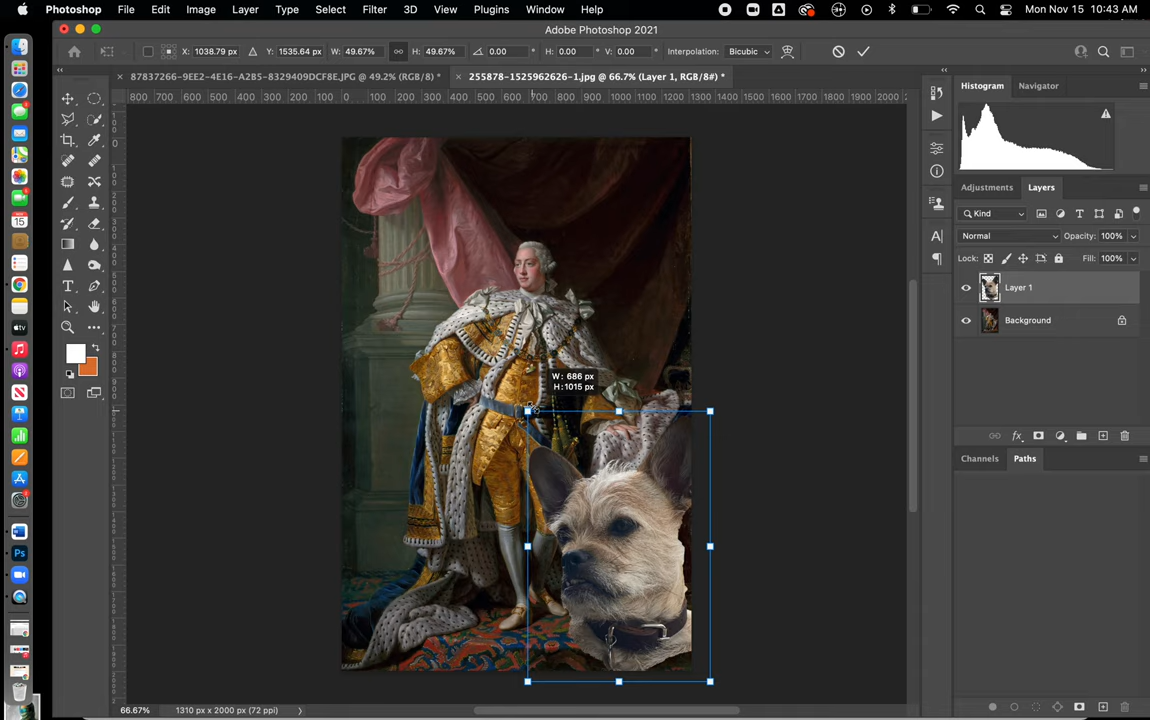 Photoshop File Edit Image Layer Type Select Filter 3D View Plugins Window Help Mon Nov 15 10:43 AM
Adobe Photoshop 2021
X: 1038.79 px Y: 1535.64 px W: 49.67% H: 49.67% 0.00 ° H: 0.00 ° V: 0.00 ° Interpolation: Bicubic
× 87837266-9EE2-4E16-A2B5-8329409DCF8E.JPG @ 49.2% (RGB/8) * × 255878-1525962626-1.jpg @ 66.7% (Layer 1, RGB/8#) *
800 700 600 500 400 300 200 100 0 100 200 300 400 500 600 700 800 900 1000 1100 1200 1300 1400 1500 1600 1700 1800 1900 2000
Histogram Navigator
Adjustments Layers
Kind
Normal Opacity: 100%
Lock: Fill: 100%
Layer 1
Background
W: 686 px
H: 1015 px
fx
Channels Paths
66.67% 1310 px x 2000 px (72 ppi)